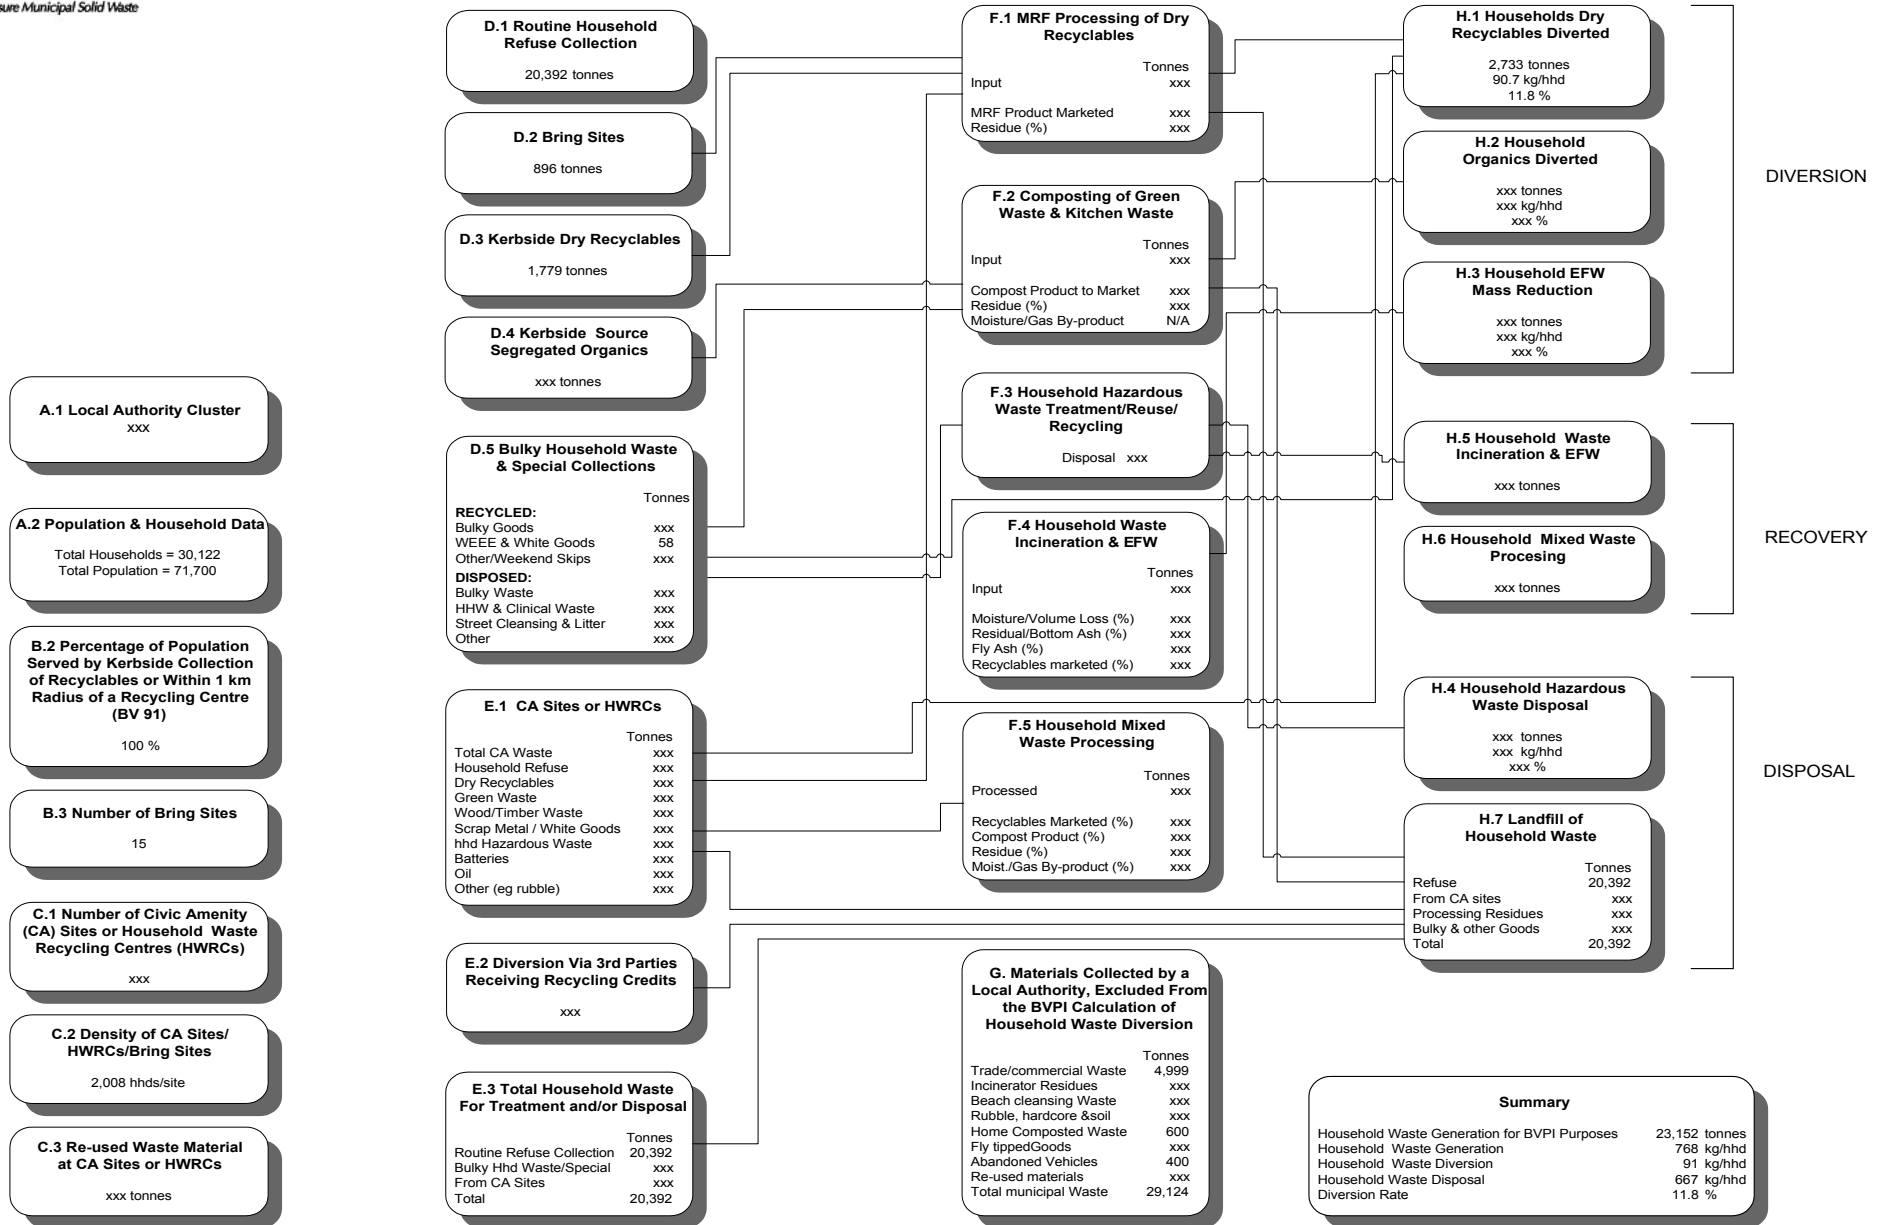 sure Municipal Solid Waste
A.1 Local Authority Cluster
xxx
A.2 Population & Household Data
Total Households = 30,122
Total Population = 71,700
B.2 Percentage of Population
Served by Kerbside Collection
of Recyclables or Within 1 km
Radius of a Recycling Centre
(BV 91)
100 %
B.3 Number of Bring Sites
15
C.1 Number of Civic Amenity
(CA) Sites or Household Waste
Recycling Centres (HWRCs)
xxx
C.2 Density of CA Sites/
HWRCs/Bring Sites
2,008 hhds/site
C.3 Re-used Waste Material
at CA Sites or HWRCs
xxx tonnes
D.1 Routine Household
Refuse Collection
20,392 tonnes
D.2 Bring Sites
896 tonnes
D.3 Kerbside Dry Recyclables
1,779 tonnes
D.4 Kerbside Source
Segregated Organics
xxx tonnes
D.5 Bulky Household Waste
& Special Collections
Tonnes
RECYCLED:
Bulky Goods xxx
WEEE & White Goods 58
Other/Weekend Skips xxx
DISPOSED:
Bulky Waste xxx
HHW & Clinical Waste xxx
Street Cleansing & Litter xxx
Other xxx
E.1 CA Sites or HWRCs
Tonnes
Total CA Waste xxx
Household Refuse xxx
Dry Recyclables xxx
Green Waste xxx
Wood/Timber Waste xxx
Scrap Metal / White Goods xxx
hhd Hazardous Waste xxx
Batteries xxx
Oil xxx
Other (eg rubble) xxx
E.2 Diversion Via 3rd Parties
Receiving Recycling Credits
xxx
E.3 Total Household Waste
For Treatment and/or Disposal
Tonnes
Routine Refuse Collection 20,392
Bulky Hhd Waste/Special xxx
From CA Sites xxx
Total 20,392
F.1 MRF Processing of Dry
Recyclables
Tonnes
Input xxx
MRF Product Marketed xxx
Residue (%) xxx
F.2 Composting of Green
Waste & Kitchen Waste
Tonnes
Input xxx
Compost Product to Market xxx
Residue (%) xxx
Moisture/Gas By-product N/A
F.3 Household Hazardous
Waste Treatment/Reuse/
Recycling
Disposal xxx
F.4 Household Waste
Incineration & EFW
Tonnes
Input xxx
Moisture/Volume Loss (%) xxx
Residual/Bottom Ash (%) xxx
Fly Ash (%) xxx
Recyclables marketed (%) xxx
F.5 Household Mixed
Waste Processing
Tonnes
Processed xxx
Recyclables Marketed (%) xxx
Compost Product (%) xxx
Residue (%) xxx
Moist./Gas By-product (%) xxx
G. Materials Collected by a
Local Authority, Excluded From
the BVPI Calculation of
Household Waste Diversion
Tonnes
Trade/commercial Waste 4,999
Incinerator Residues xxx
Beach cleansing Waste xxx
Rubble, hardcore &soil xxx
Home Composted Waste 600
Fly tippedGoods xxx
Abandoned Vehicles 400
Re-used materials xxx
Total municipal Waste 29,124
H.1 Households Dry
Recyclables Diverted
2,733 tonnes
90.7 kg/hhd
11.8 %
H.2 Household
Organics Diverted
xxx tonnes
xxx kg/hhd
xxx %
H.3 Household EFW
Mass Reduction
xxx tonnes
xxx kg/hhd
xxx %
DIVERSION
H.5 Household Waste
Incineration & EFW
xxx tonnes
H.6 Household Mixed Waste
Procesing
xxx tonnes
RECOVERY
H.4 Household Hazardous
Waste Disposal
xxx tonnes
xxx kg/hhd
xxx %
H.7 Landfill of
Household Waste
Tonnes
Refuse 20,392
From CA sites xxx
Processing Residues xxx
Bulky & other Goods xxx
Total 20,392
DISPOSAL
Summary
Household Waste Generation for BVPI Purposes 23,152 tonnes
Household Waste Generation 768 kg/hhd
Household Waste Diversion 91 kg/hhd
Household Waste Disposal 667 kg/hhd
Diversion Rate 11.8 %